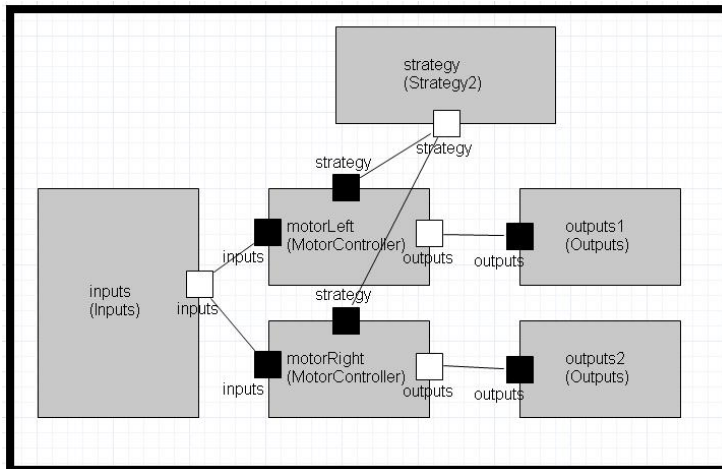 strategy
(Strategy2)
strategy
strategy
motorLeft
(MotorController)
inputs
outputs
outputs1
(Outputs)
outputs
inputs
(Inputs)
inputs
strategy
motorRight
(MotorController)
inputs
outputs
outputs2
(Outputs)
outputs